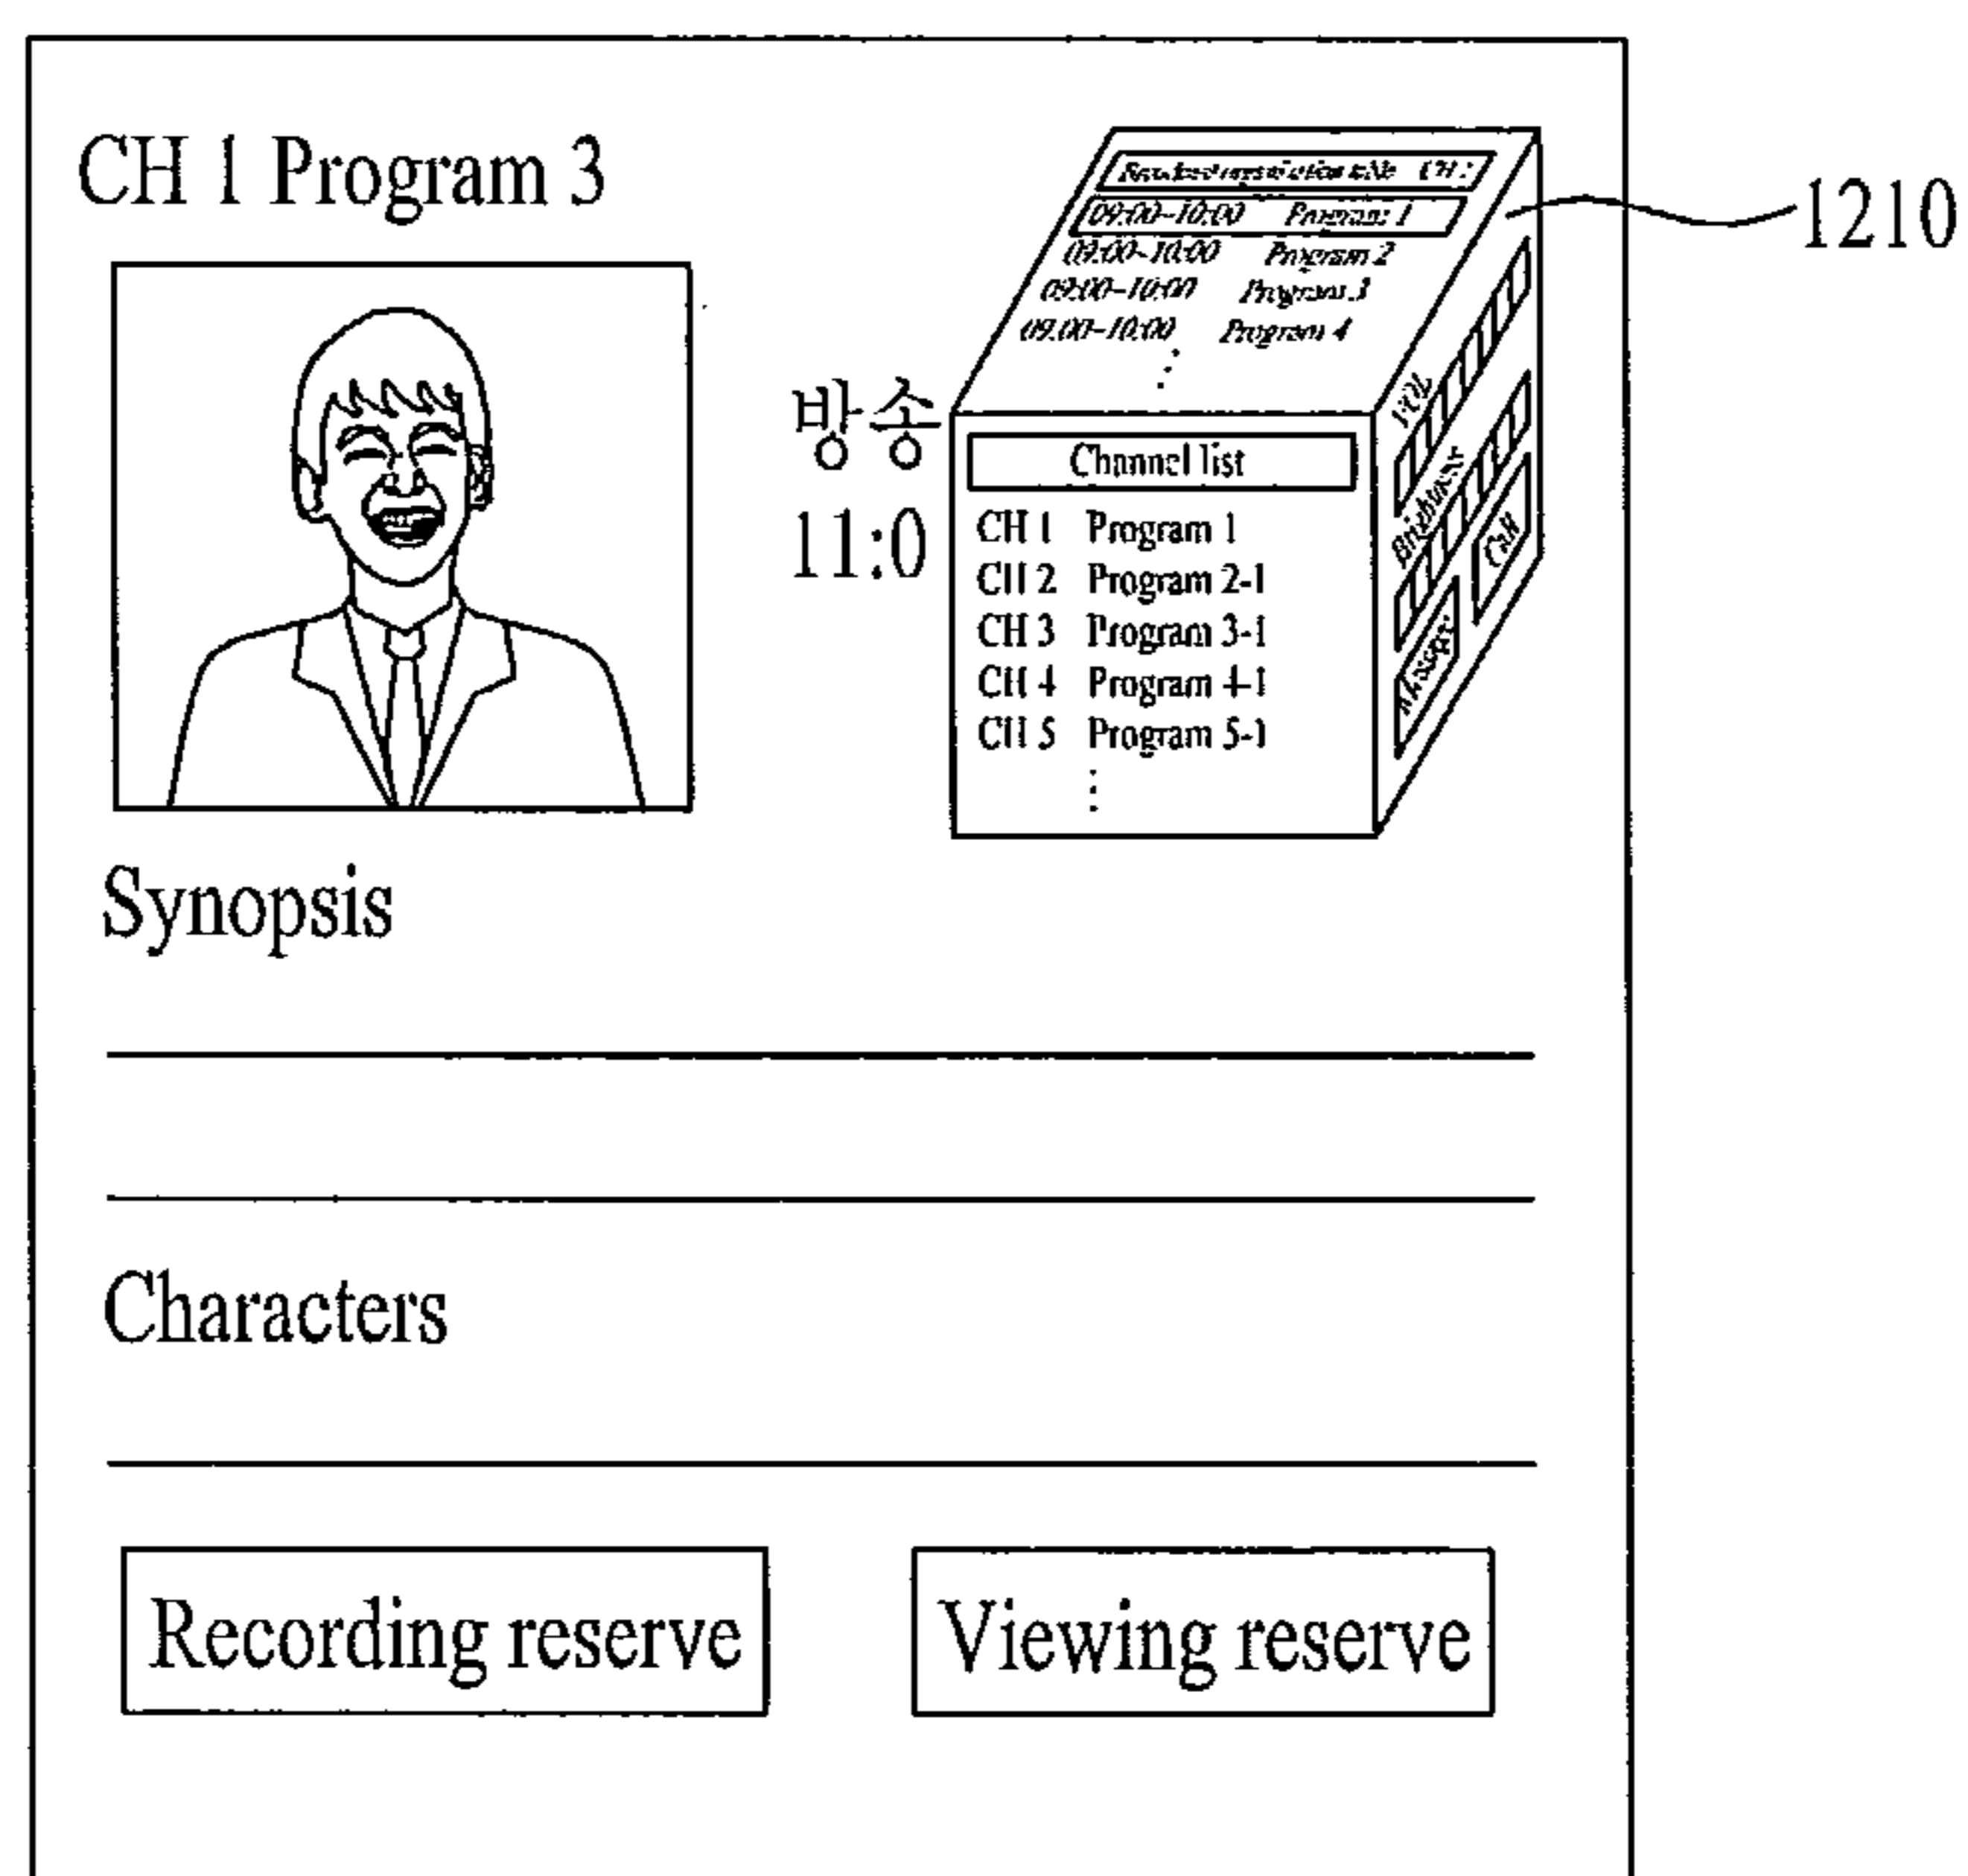 CH 1 Program 3
1210
CH 1
09:00~10:00 Program 1
09:00~10:00 Program 2
09:00~10:00 Program 3
09:00~10:00 Program 4
방송
11:0
Channel list
CH 1 Program 1
CH 2 Program 2-1
CH 3 Program 3-1
CH 4 Program 4-1
CH 5 Program 5-1
VOL
Brightness
Call
Message
Synopsis
Characters
Recording reserve
Viewing reserve